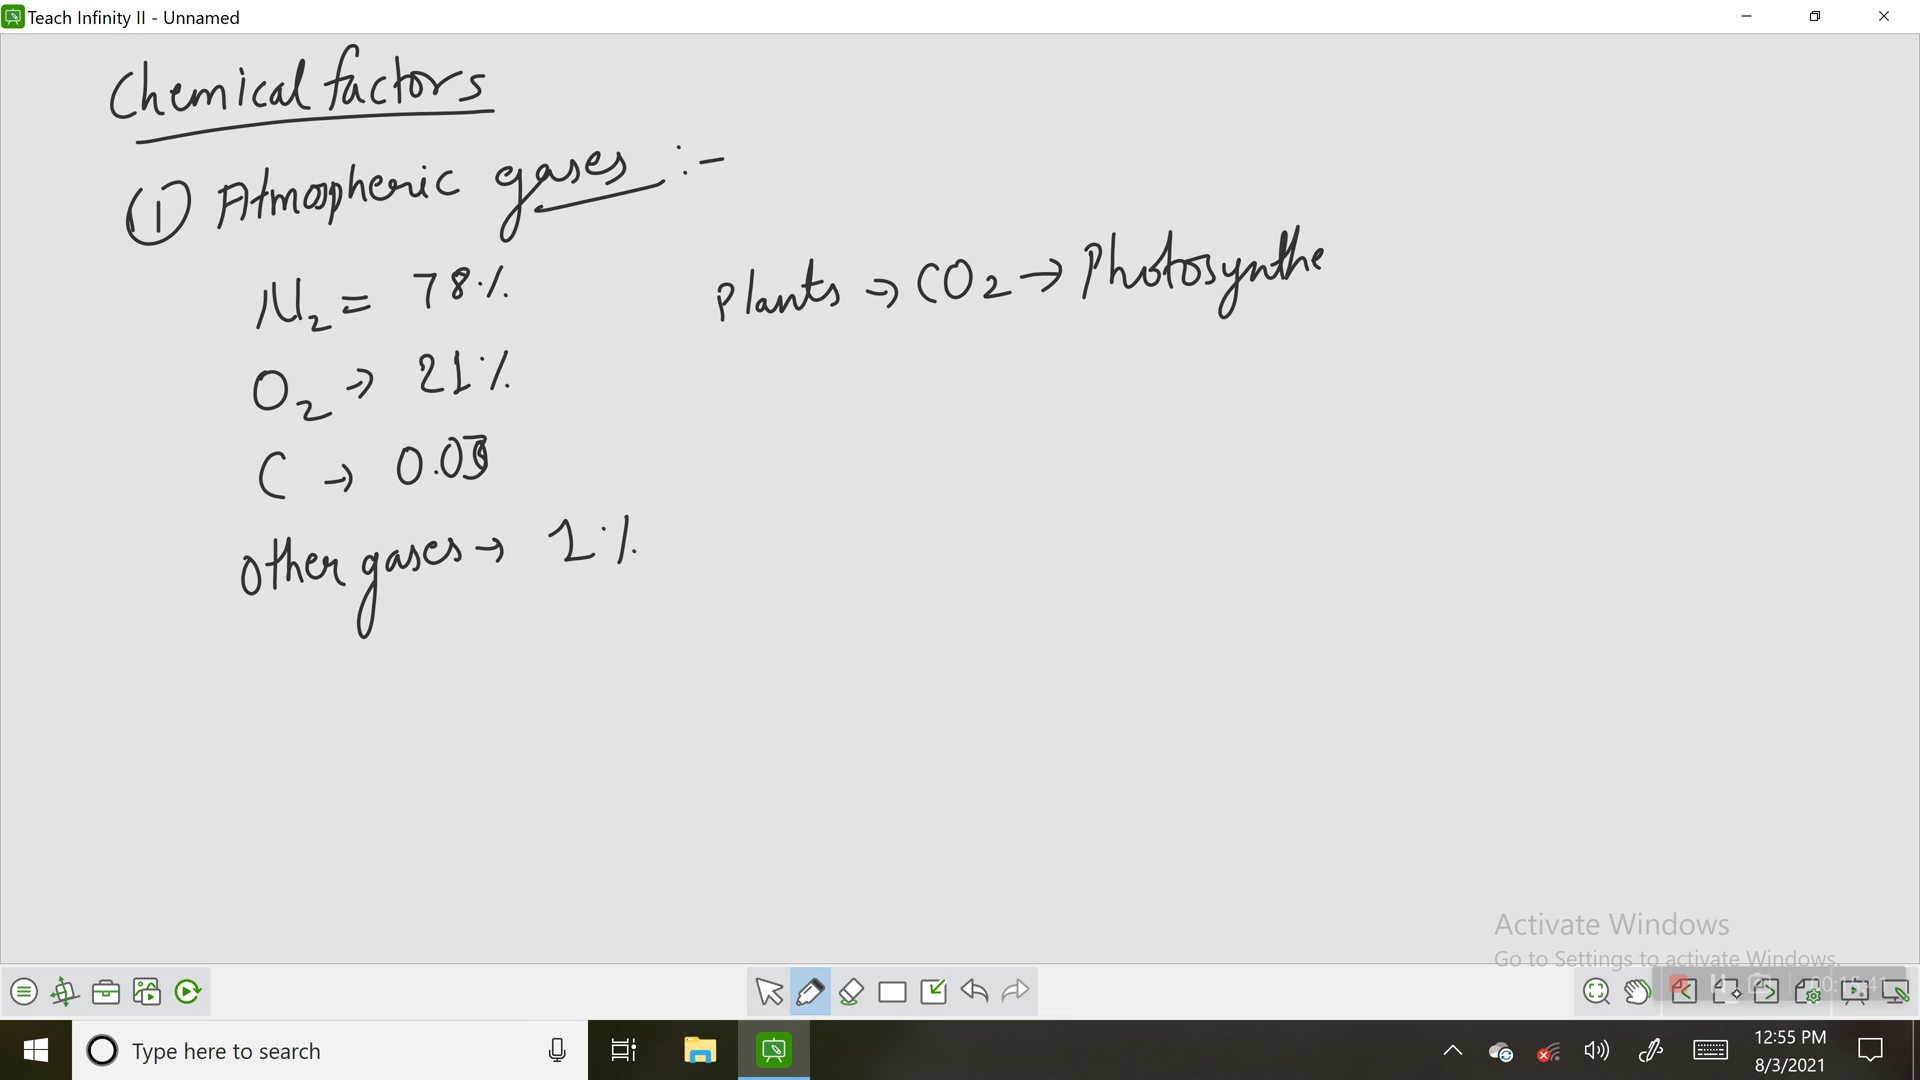 Teach Infinity II - Unnamed
Chemical factors
(1) Atmospheric gases :-
N2 = 78%
Plants → CO2 → Photosynthe
O2 → 21%
C → 0.03
other gases → 1%
Activate Windows
Go to Settings to activate Windows.
Type here to search
12:55 PM
8/3/2021